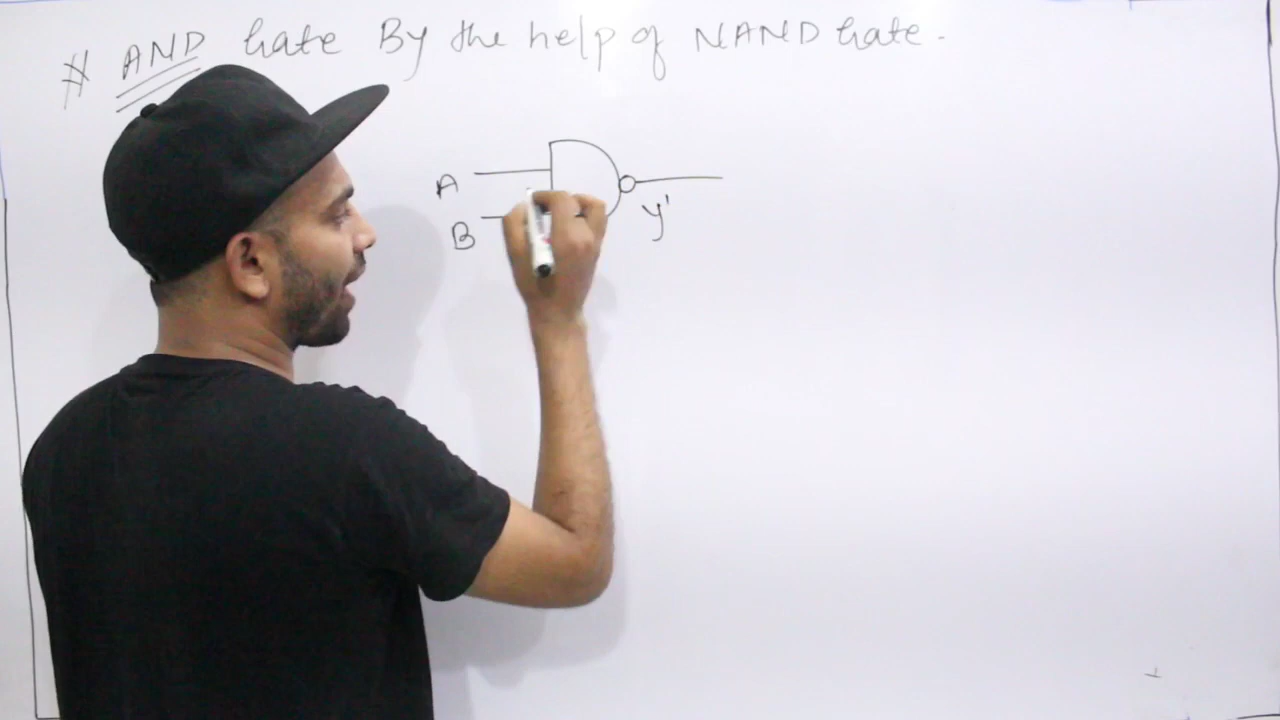 # AND Gate By the help of NAND Gate.
A
B
y'